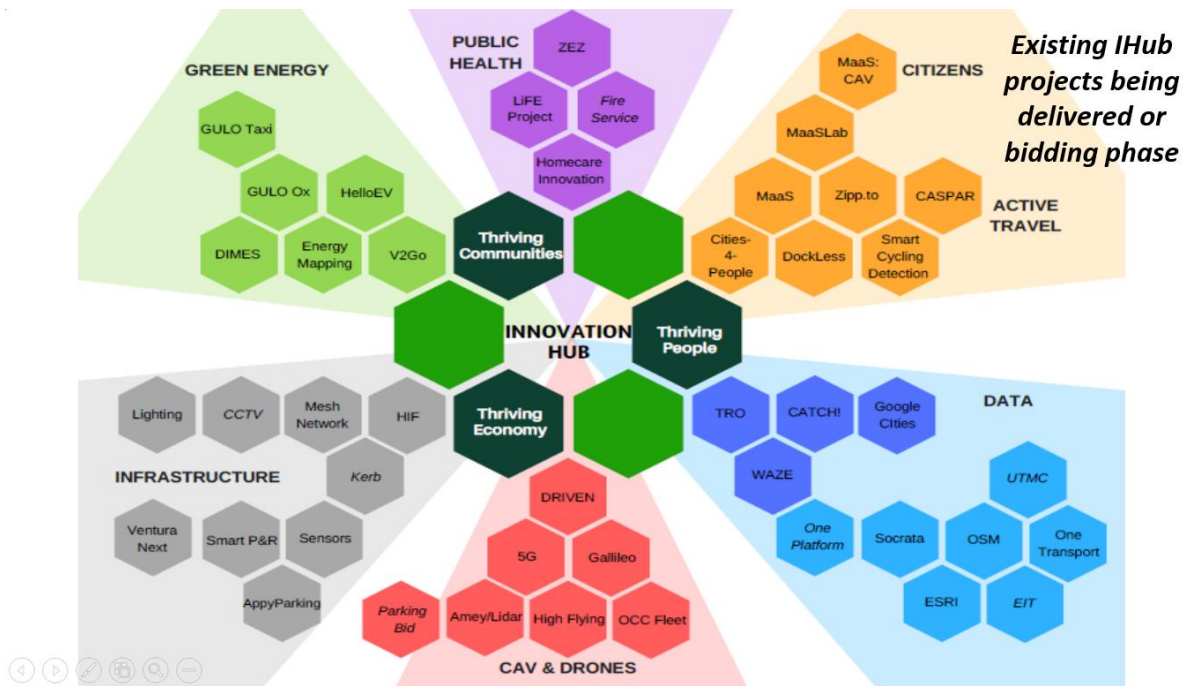 Existing IHub
projects being
delivered or
bidding phase
GREEN ENERGY
GULO Taxi
GULO Ox
HelloEV
DIMES
Energy
Mapping
V2Go
PUBLIC
HEALTH
ZEZ
LiFE
Project
Fire
Service
Homecare
Innovation
CITIZENS
MaaS:
CAV
MaaSLab
MaaS
Zipp.to
CASPAR
ACTIVE
TRAVEL
Cities-
4-
People
DockLess
Smart
Cycling
Detection
Thriving
Communities
INNOVATION
HUB
Thriving
People
Thriving
Economy
Lighting
CCTV
Mesh
Network
HIF
Kerb
INFRASTRUCTURE
Ventura
Next
Smart P&R
Sensors
AppyParking
DRIVEN
5G
Gallileo
Parking
Bid
Amey/Lidar
High Flying
OCC Fleet
CAV & DRONES
DATA
TRO
CATCH!
Google
CIties
WAZE
UTMC
One
Platform
Socrata
OSM
One
Transport
ESRI
EIT